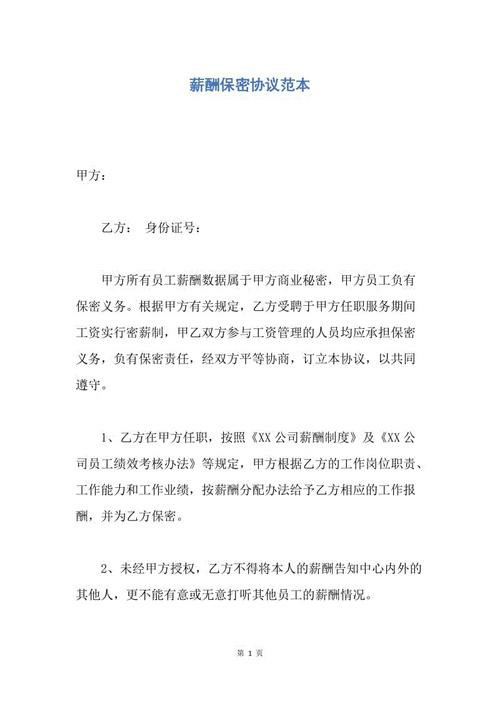 薪酬保密协议范本
甲方：
乙方： 身份证号：
甲方所有员工薪酬数据属于甲方商业秘密，甲方员工负有
保密义务。根据甲方有关规定，乙方受聘于甲方任职服务期间
工资实行密薪制，甲乙双方参与工资管理的人员均应承担保密
义务，负有保密责任，经双方平等协商，订立本协议，以共同
遵守。
1、乙方在甲方任职，按照《XX 公司薪酬制度》及《XX 公
司员工绩效考核办法》等规定，甲方根据乙方的工作岗位职责、
工作能力和工作业绩，按薪酬分配办法给予乙方相应的工作报
酬，并为乙方保密。
2、未经甲方授权，乙方不得将本人的薪酬告知中心内外的
其他人，更不能有意或无意打听其他员工的薪酬情况。
第 1 页